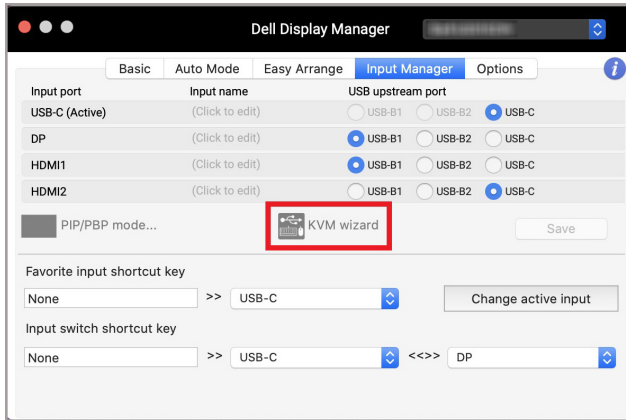 Dell Display Manager
Basic Auto Mode Easy Arrange Input Manager Options i
Input port Input name USB upstream port
USB-C (Active) (Click to edit) USB-B1 USB-B2 USB-C
DP (Click to edit) USB-B1 USB-B2 USB-C
HDMI1 (Click to edit) USB-B1 USB-B2 USB-C
HDMI2 (Click to edit) USB-B1 USB-B2 USB-C
PIP/PBP mode... KVM wizard Save
Favorite input shortcut key
None >> USB-C Change active input
Input switch shortcut key
None >> USB-C <<>> DP